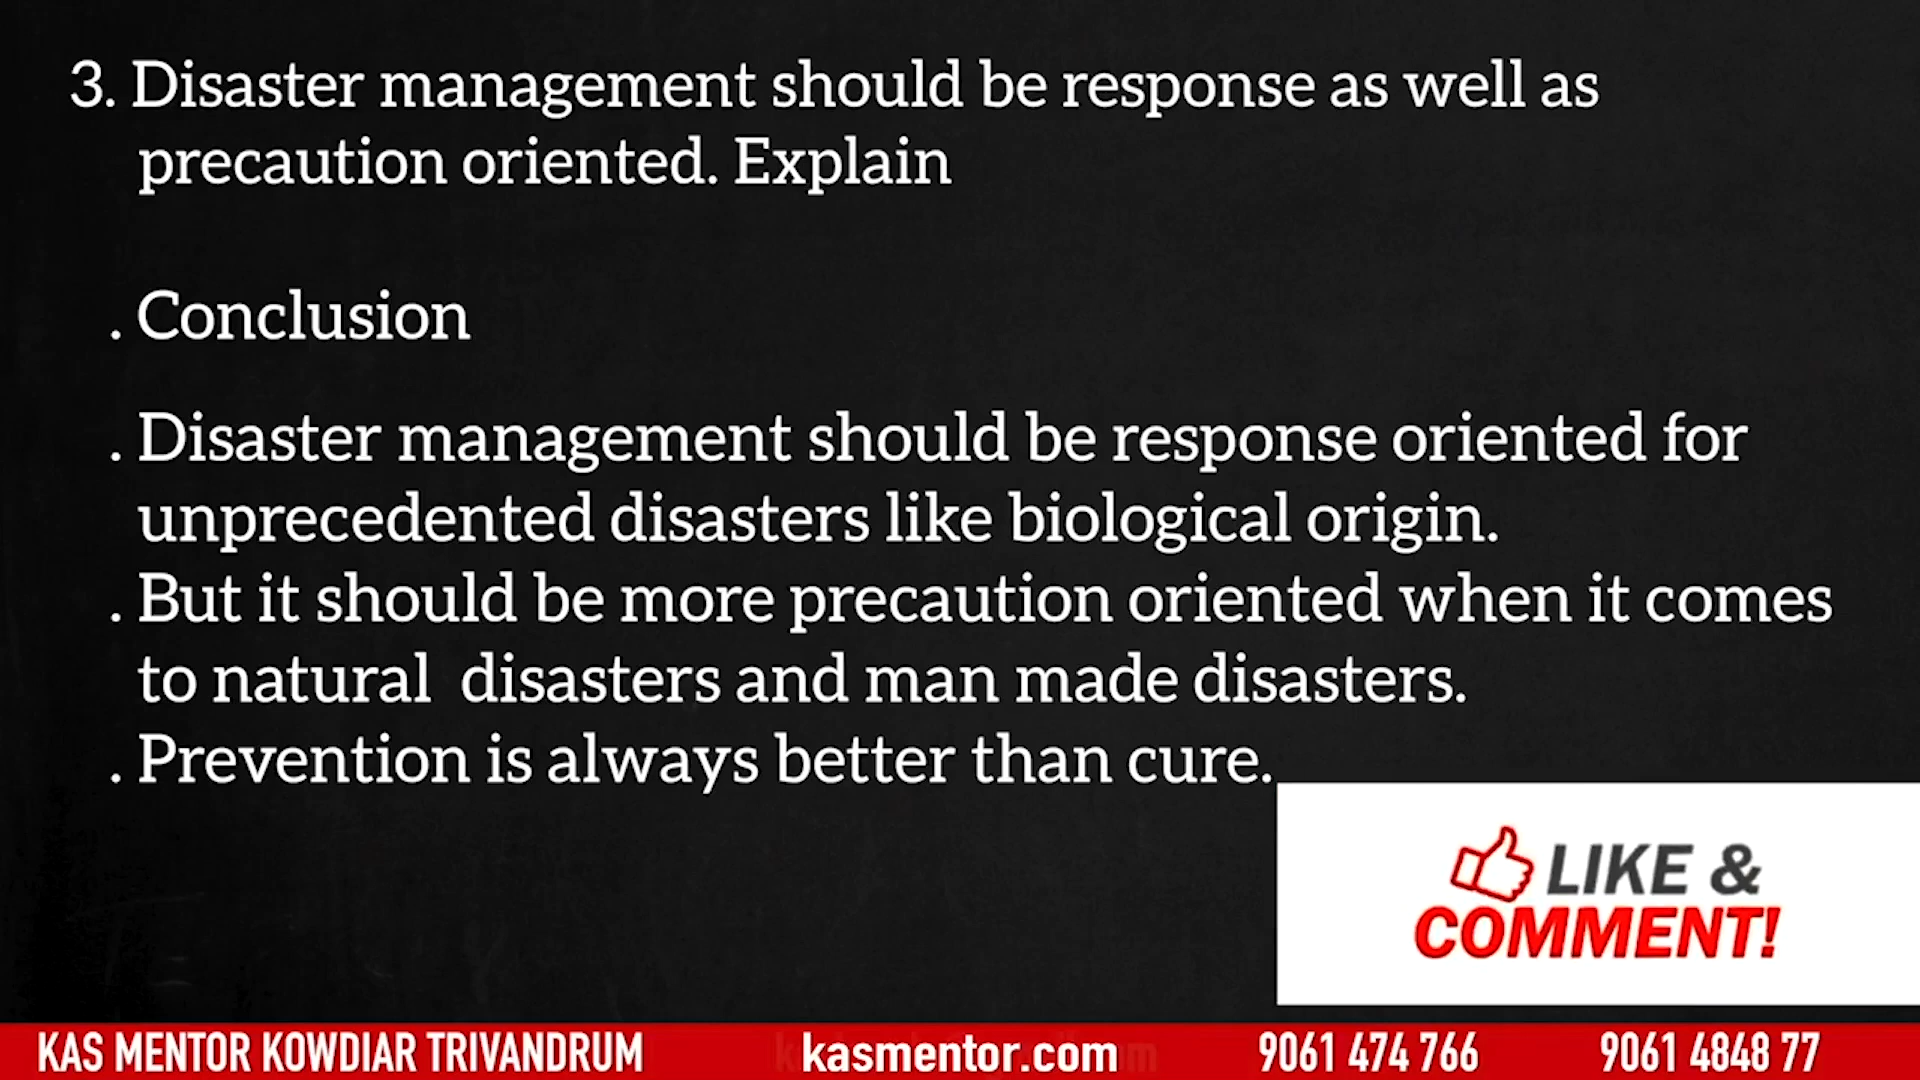 3. Disaster management should be response as well as
precaution oriented. Explain
. Conclusion
. Disaster management should be response oriented for
unprecedented disasters like biological origin.
. But it should be more precaution oriented when it comes
to natural disasters and man made disasters.
. Prevention is always better than cure.
LIKE &
COMMENT!
KAS MENTOR KOWDIAR TRIVANDRUM kasmentor.com 9061 474 766 9061 4848 77